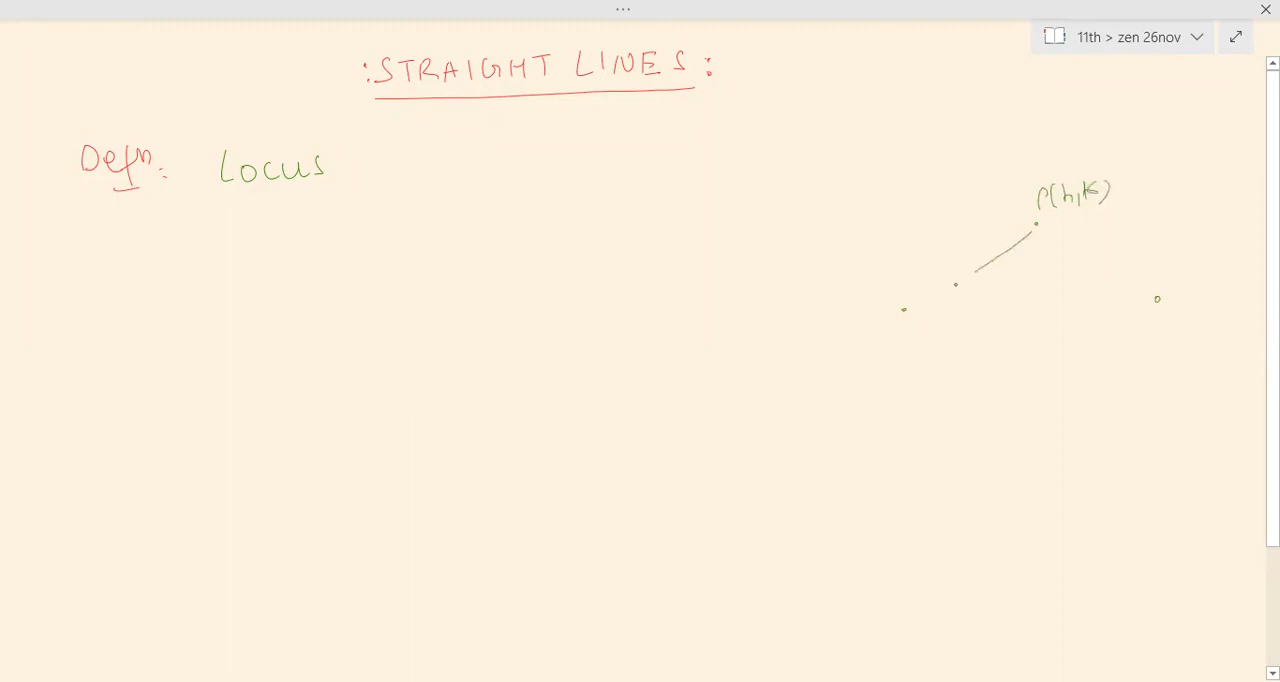 11th > zen 26nov
:STRAIGHT LINES:
Defn: Locus
P(h,K)